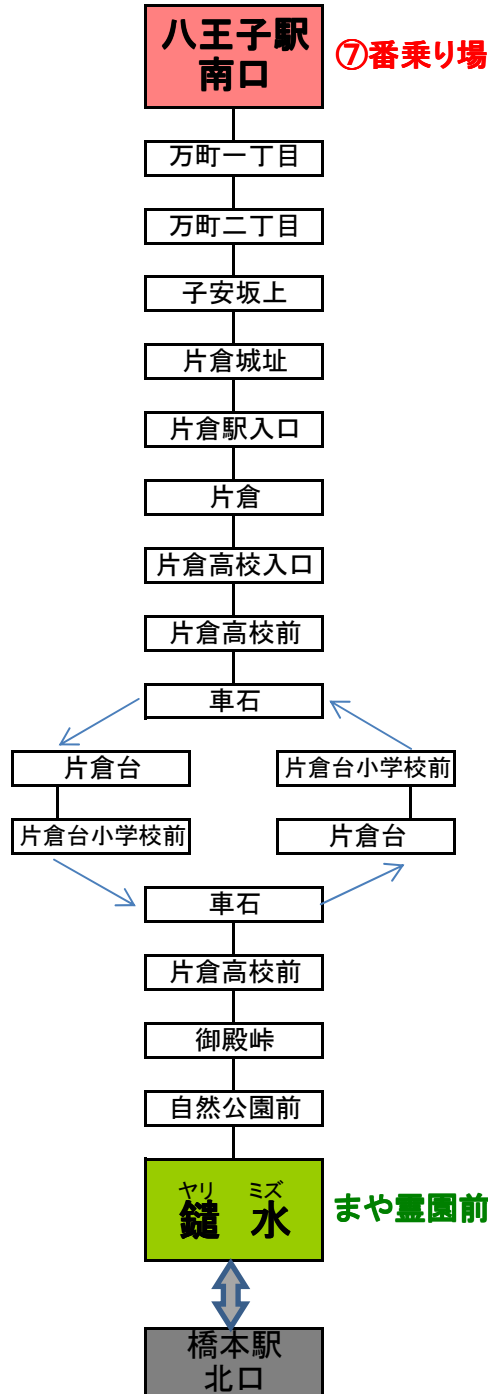 八王子駅
南口
⑦番乗り場
万町一丁目
万町二丁目
子安坂上
片倉城址
片倉駅入口
片倉
片倉高校入口
片倉高校前
車石
片倉台
片倉台小学校前
片倉台小学校前
片倉台
車石
片倉高校前
御殿峠
自然公園前
ヤリ ミズ
鑓 水
まや霊園前
橋本駅
北口